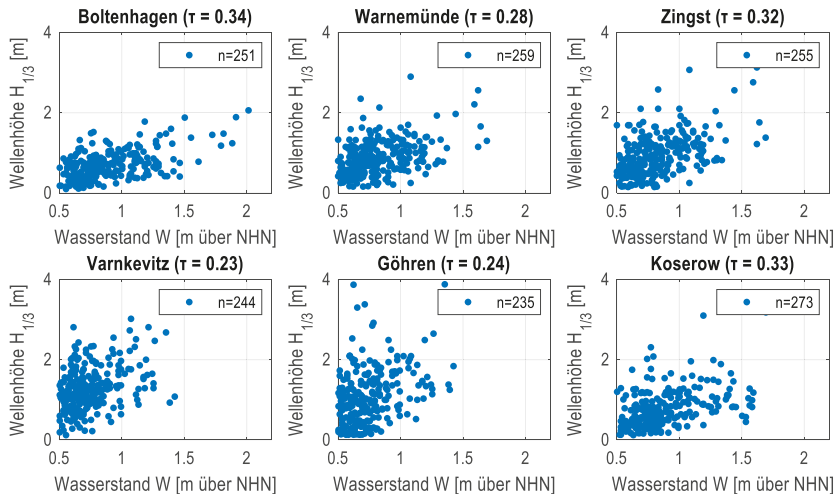 Boltenhagen (τ = 0.34)
Wellenhöhe H1/3 [m]
4
2
0
n=251
0.5 1 1.5 2
Wasserstand W [m über NHN]
Warnemünde (τ = 0.28)
Wellenhöhe H1/3 [m]
4
2
0
n=259
0.5 1 1.5 2
Wasserstand W [m über NHN]
Zingst (τ = 0.32)
Wellenhöhe H1/3 [m]
4
2
0
n=255
0.5 1 1.5 2
Wasserstand W [m über NHN]
Varnkevitz (τ = 0.23)
Wellenhöhe H1/3 [m]
4
2
0
n=244
0.5 1 1.5 2
Wasserstand W [m über NHN]
Göhren (τ = 0.24)
Wellenhöhe H1/3 [m]
4
2
0
n=235
0.5 1 1.5 2
Wasserstand W [m über NHN]
Koserow (τ = 0.33)
Wellenhöhe H1/3 [m]
4
2
0
n=273
0.5 1 1.5 2
Wasserstand W [m über NHN]